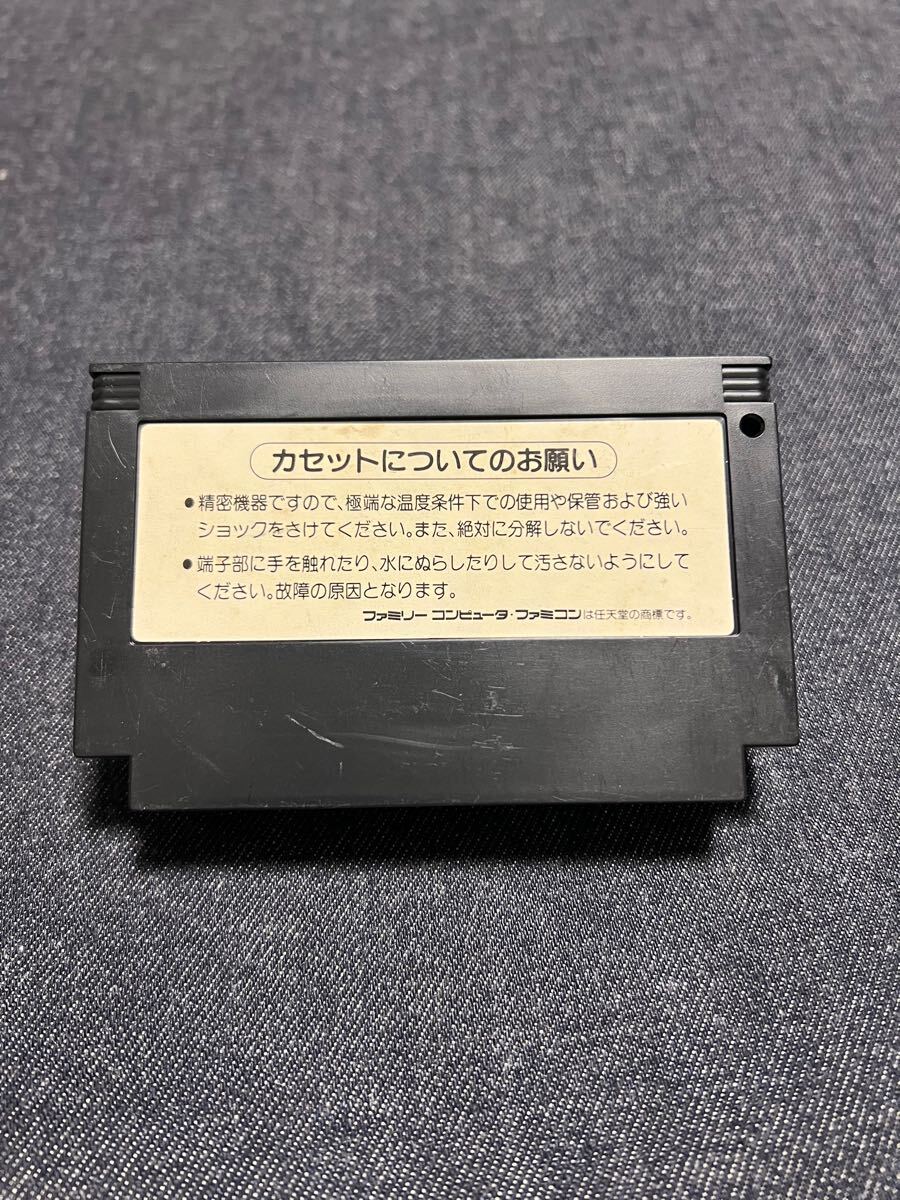 カセットについてのお願い
●精密機器ですので、極端な温度条件下での使用や保管および強い
ショックをさけてください。また、絶対に分解しないでください。
●端子部に手を触れたり、水にぬらしたりして汚さないようにして
ください。故障の原因となります。
ファミリー コンピュータ・ファミコンは任天堂の商標です。